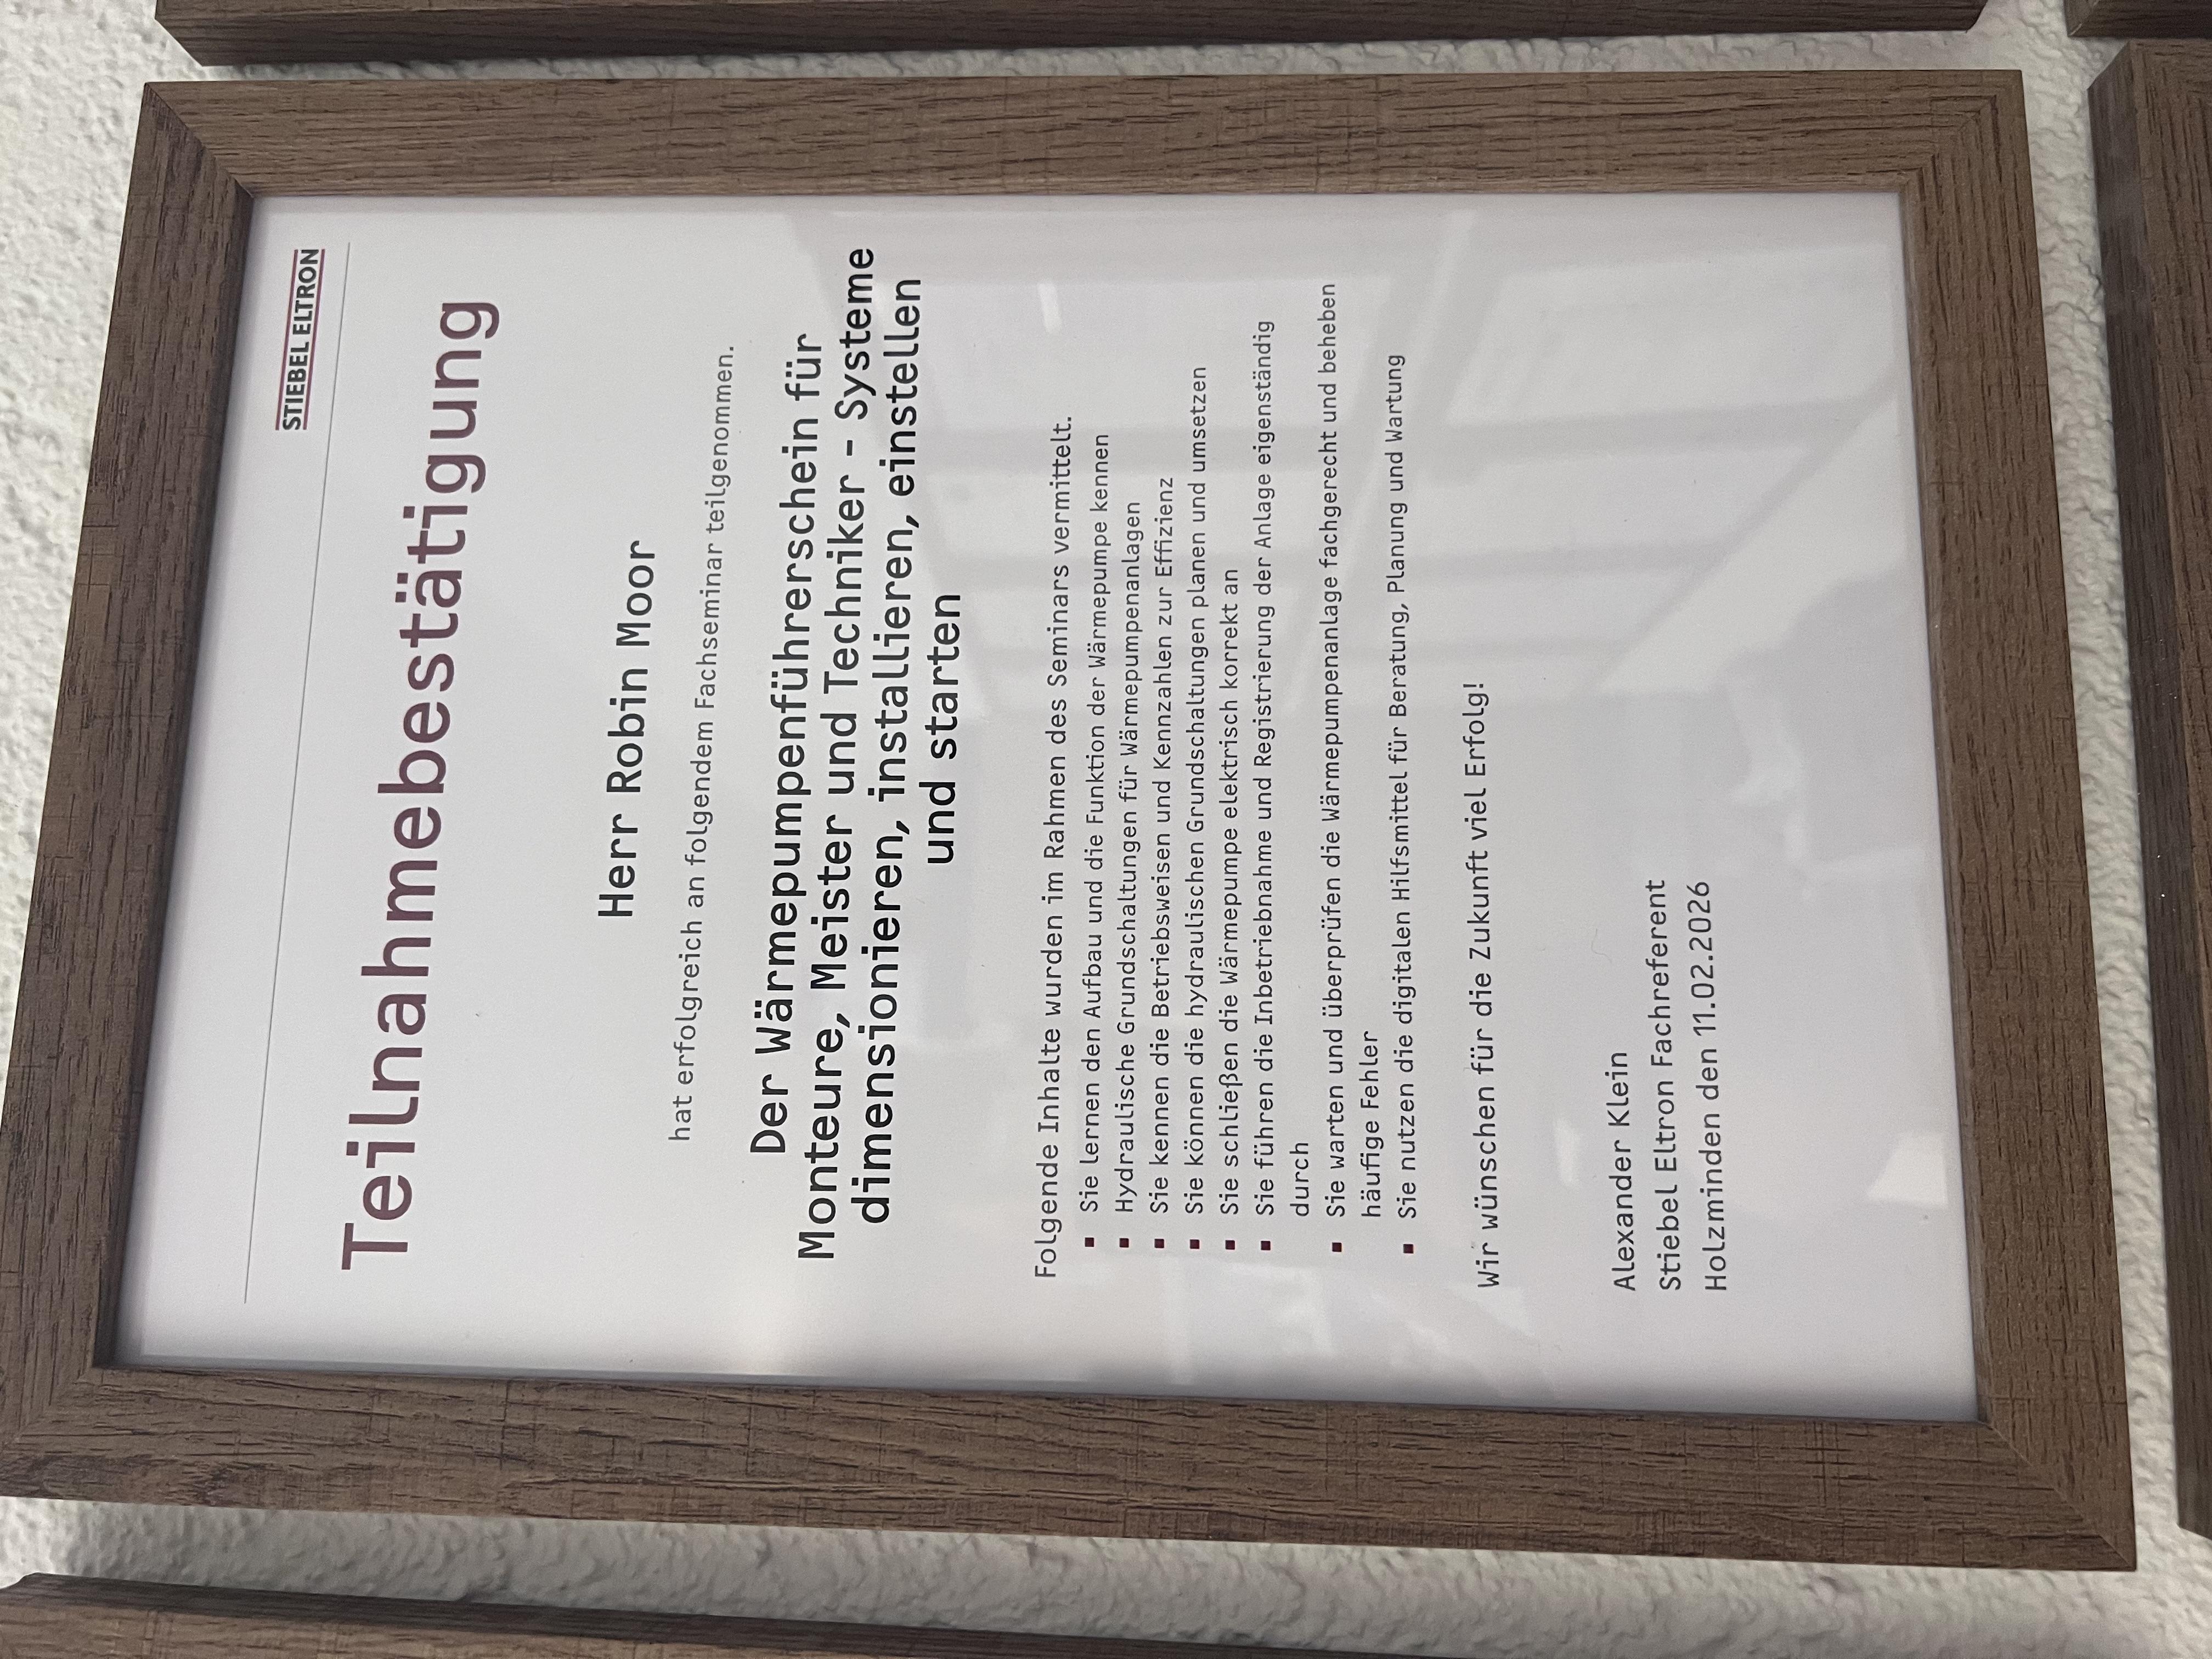 STIEBEL ELTRON
Teilnahmebestätigung
Herr Robin Moor
hat erfolgreich an folgendem Fachseminar teilgenommen.
Der Wärmepumpenführerschein für
Monteure, Meister und Techniker - Systeme
dimensionieren, installieren, einstellen
und starten
Folgende Inhalte wurden im Rahmen des Seminars vermittelt.
▪ Sie lernen den Aufbau und die Funktion der Wärmepumpe kennen
▪ Hydraulische Grundschaltungen für Wärmepumpenanlagen
▪ Sie kennen die Betriebsweisen und Kennzahlen zur Effizienz
▪ Sie können die hydraulischen Grundschaltungen planen und umsetzen
▪ Sie schließen die Wärmepumpe elektrisch korrekt an
▪ Sie führen die Inbetriebnahme und Registrierung der Anlage eigenständig
durch
▪ Sie warten und überprüfen die Wärmepumpenanlage fachgerecht und beheben
häufige Fehler
▪ Sie nutzen die digitalen Hilfsmittel für Beratung, Planung und Wartung
Wir wünschen für die Zukunft viel Erfolg!
Alexander Klein
Stiebel Eltron Fachreferent
Holzminden den 11.02.2026